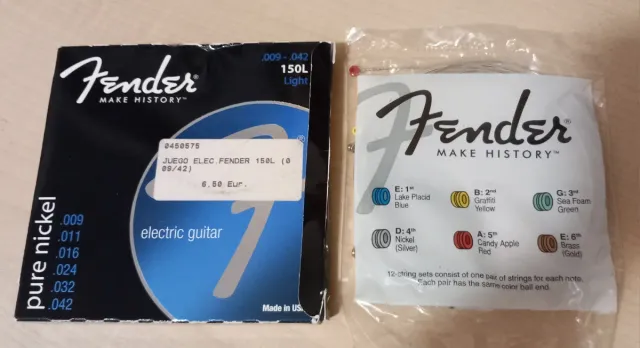 Fender
MAKE HISTORY™
.009 - .042
150L
Light
0450575
JUEGO ELEC.FENDER 150L (0
09/42)
6,50 Eur.
electric guitar
pure nickel
.009
.011
.016
.024
.032
.042
Made in US
Fender
MAKE HISTORY™
E: 1st
Lake Placid
Blue
B: 2nd
Graffiti
Yellow
G: 3rd
Sea Foam
Green
D: 4th
Nickel
(Silver)
A: 5th
Candy Apple
Red
E: 6th
Brass
(Gold)
12-string sets consist of one pair of strings for each note.
Each pair has the same color ball end.